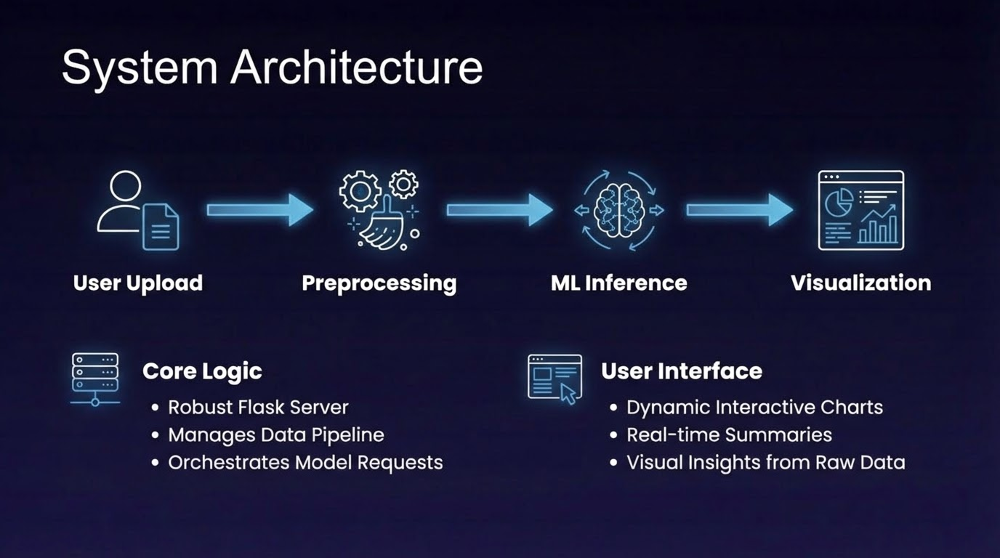 System Architecture
User Upload
Preprocessing
ML Inference
Visualization
Core Logic
• Robust Flask Server
• Manages Data Pipeline
• Orchestrates Model Requests
User Interface
• Dynamic Interactive Charts
• Real-time Summaries
• Visual Insights from Raw Data